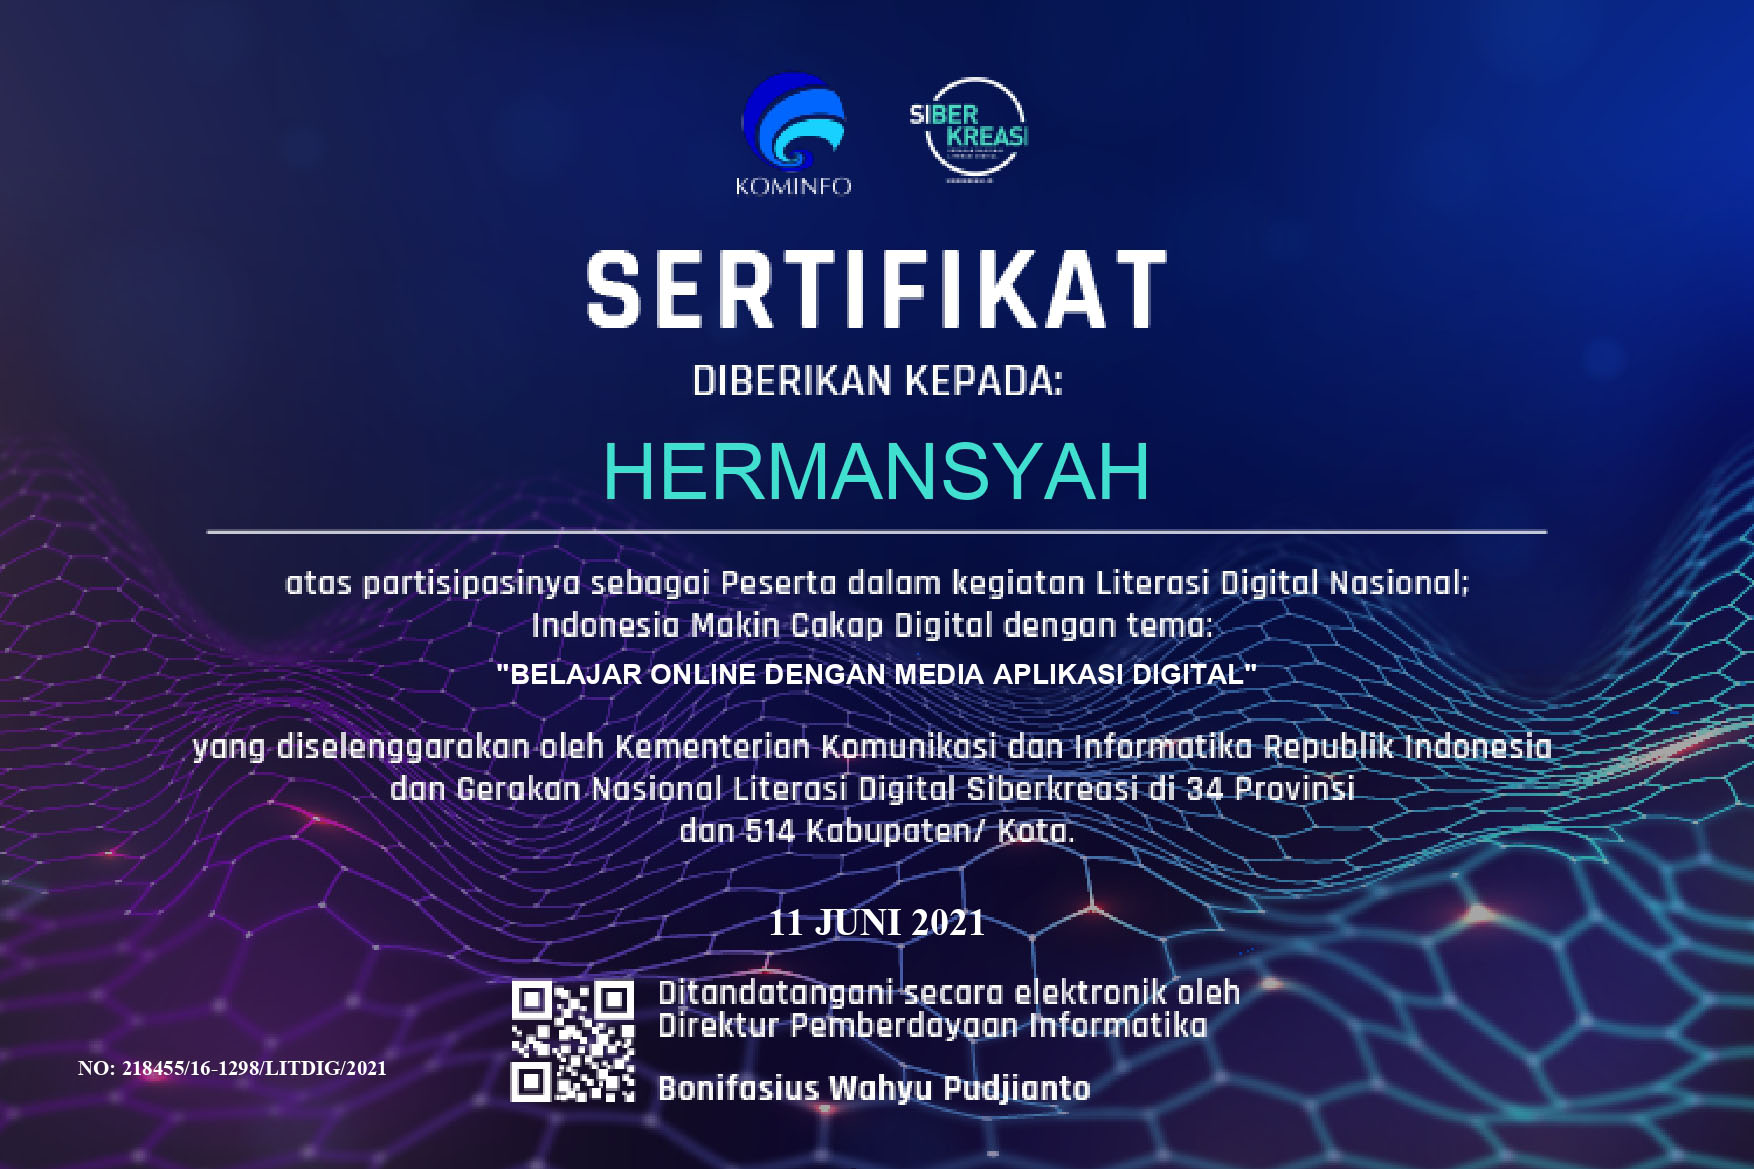 KOMINFO
SIBER
KREASI
SERTIFIKAT
DIBERIKAN KEPADA:
HERMANSYAH
atas partisipasinya sebagai Peserta dalam kegiatan Literasi Digital Nasional;
Indonesia Makin Cakap Digital dengan tema:
"BELAJAR ONLINE DENGAN MEDIA APLIKASI DIGITAL"
yang diselenggarakan oleh Kementerian Komunikasi dan Informatika Republik Indonesia
dan Gerakan Nasional Literasi Digital Siberkreasi di 34 Provinsi
dan 514 Kabupaten/ Kota.
11 JUNI 2021
Ditandatangani secara elektronik oleh
Direktur Pemberdayaan Informatika
NO: 218455/16-1298/LITDIG/2021
Bonifasius Wahyu Pudjianto